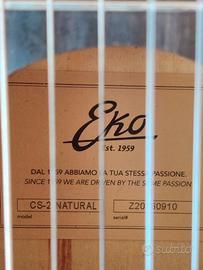 Eko
Est. 1959
DAL 1959 ABBIAMO LA TUA STESSA PASSIONE.
SINCE 1959 WE ARE DRIVEN BY THE SAME PASSION
CS-2 NATURAL
model
serial#
subito